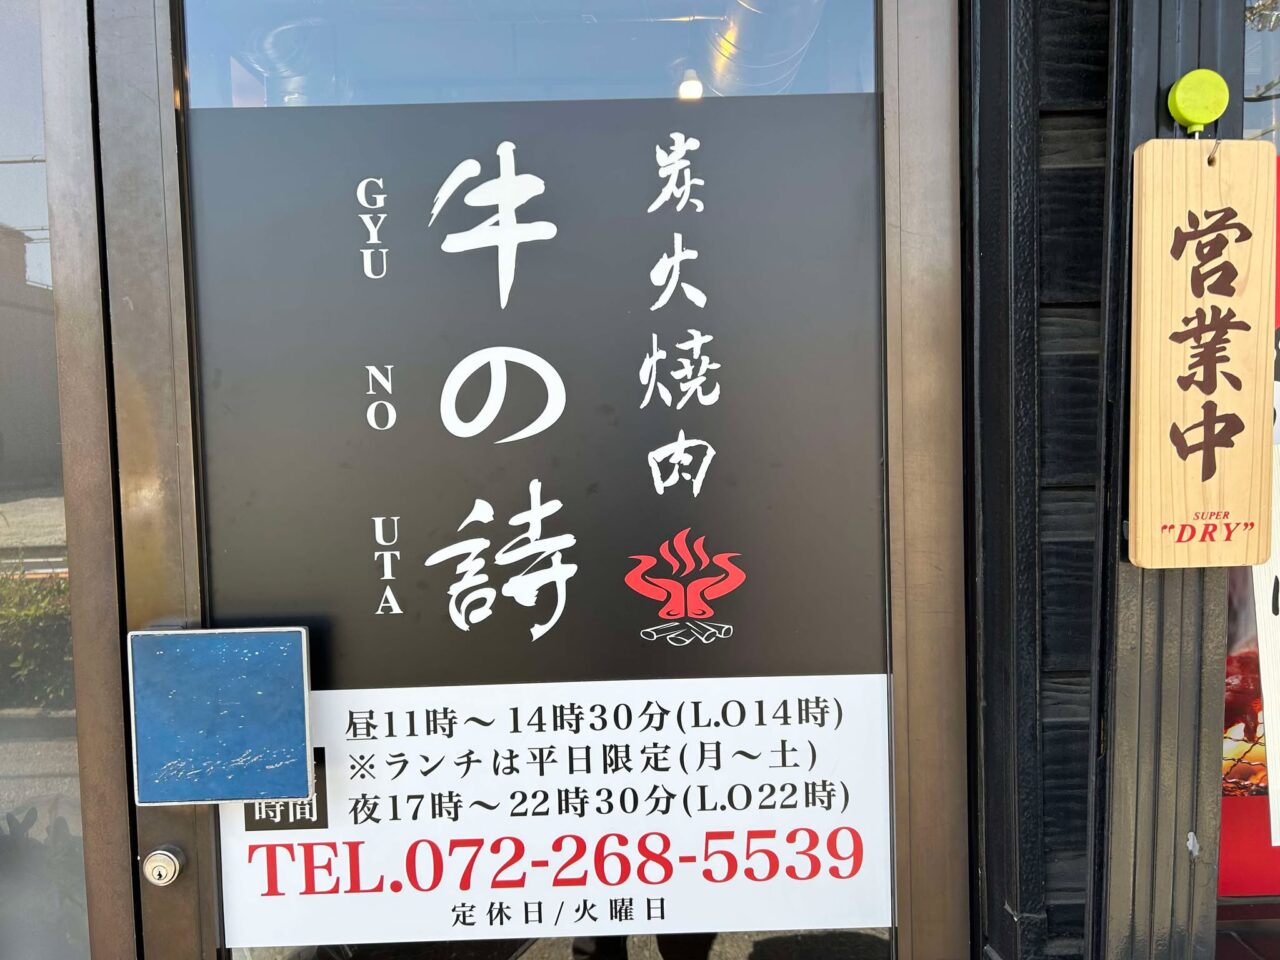 炭火焼肉
牛の詩
GYU NO UTA
昼11時〜14時30分(L.O14時)
※ランチは平日限定(月〜土)
時間
夜17時〜22時30分(L.O22時)
TEL.072-268-5539
定休日/火曜日
営業中
SUPER
"DRY"